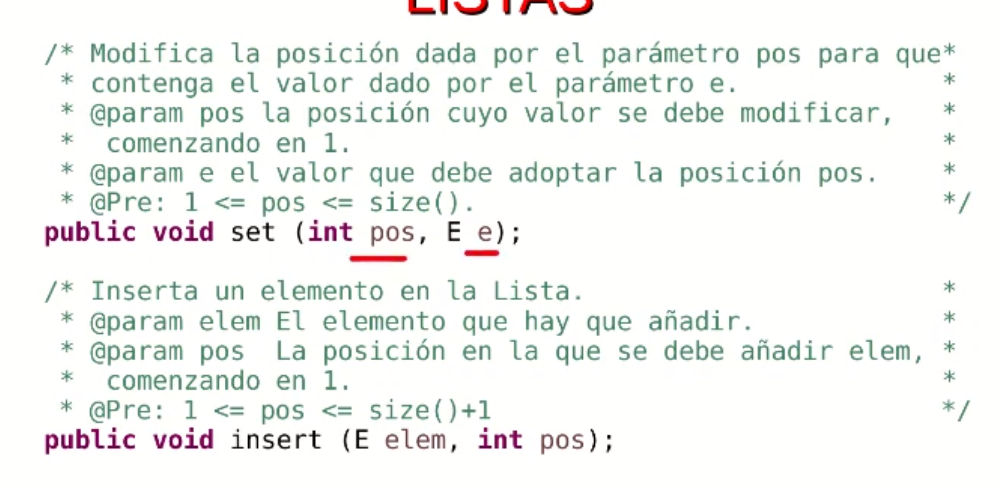 LISTAS
/* Modifica la posición dada por el parámetro pos para que*
* contenga el valor dado por el parámetro e. *
* @param pos la posición cuyo valor se debe modificar, *
* comenzando en 1. *
* @param e el valor que debe adoptar la posición pos. *
* @Pre: 1 <= pos <= size(). */
public void set (int pos, E e);
/* Inserta un elemento en la Lista. *
* @param elem El elemento que hay que añadir. *
* @param pos La posición en la que se debe añadir elem, *
* comenzando en 1. *
* @Pre: 1 <= pos <= size()+1 */
public void insert (E elem, int pos);